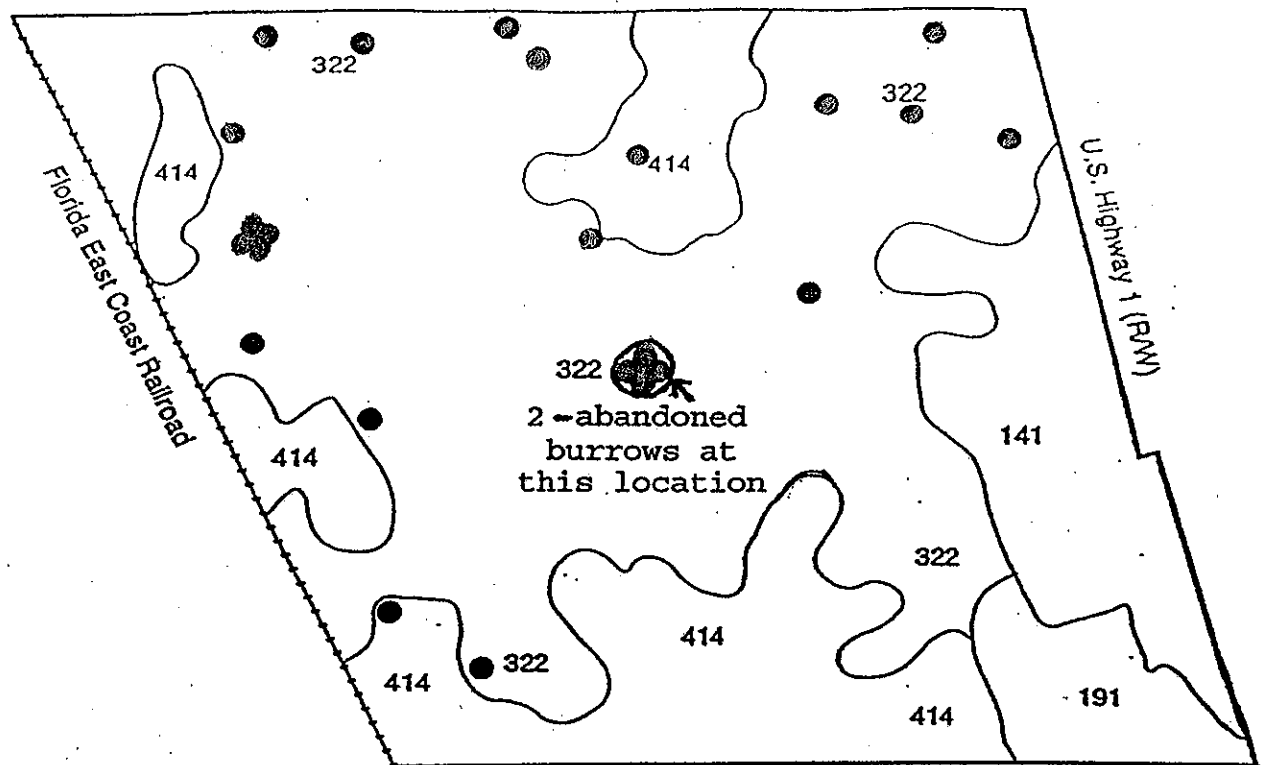 322
322
414
414
Florida East Coast Railroad
U.S. Highway 1 (R/W)
322
2-abandoned
burrows at
this location
141
414
322
414
322
414
191
414